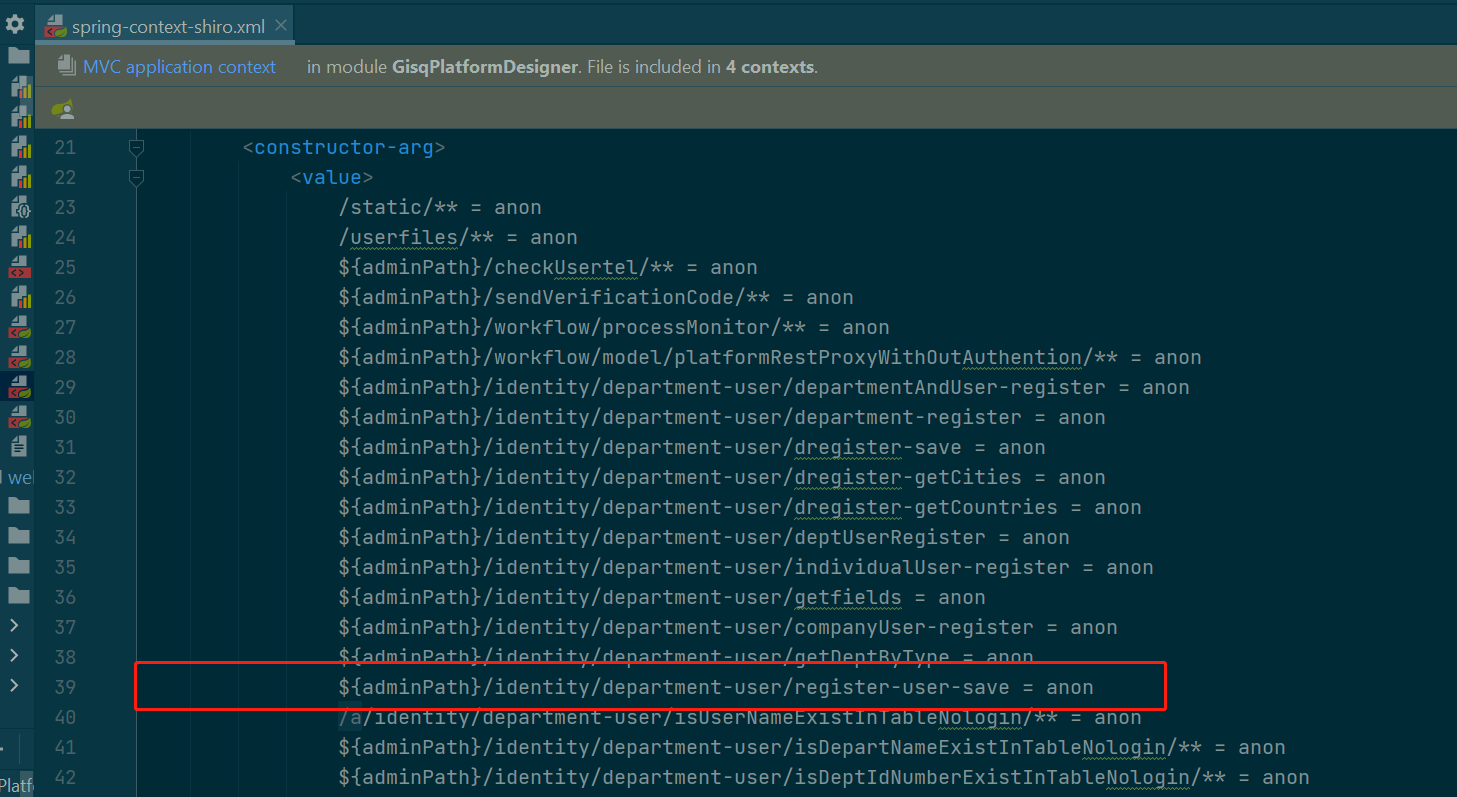 spring-context-shiro.xml
MVC application context in module GisqPlatformDesigner. File is included in 4 contexts.
21 <constructor-arg>
22 <value>
23 /static/** = anon
24 /userfiles/** = anon
25 ${adminPath}/checkUsertel/** = anon
26 ${adminPath}/sendVerificationCode/** = anon
27 ${adminPath}/workflow/processMonitor/** = anon
28 ${adminPath}/workflow/model/platformRestProxyWithOutAuthention/** = anon
29 ${adminPath}/identity/department-user/departmentAndUser-register = anon
30 ${adminPath}/identity/department-user/department-register = anon
31 ${adminPath}/identity/department-user/dregister-save = anon
32 ${adminPath}/identity/department-user/dregister-getCities = anon
33 ${adminPath}/identity/department-user/dregister-getCountries = anon
34 ${adminPath}/identity/department-user/deptUserRegister = anon
35 ${adminPath}/identity/department-user/individualUser-register = anon
36 ${adminPath}/identity/department-user/getfields = anon
37 ${adminPath}/identity/department-user/companyUser-register = anon
38 ${adminPath}/identity/department-user/getDeptByType = anon
39 ${adminPath}/identity/department-user/register-user-save = anon
40 /a/identity/department-user/isUserNameExistInTableNologin/** = anon
41 ${adminPath}/identity/department-user/isDepartNameExistInTableNologin/** = anon
42 ${adminPath}/identity/department-user/isDeptIdNumberExistInTableNologin/** = anon
we
Platf